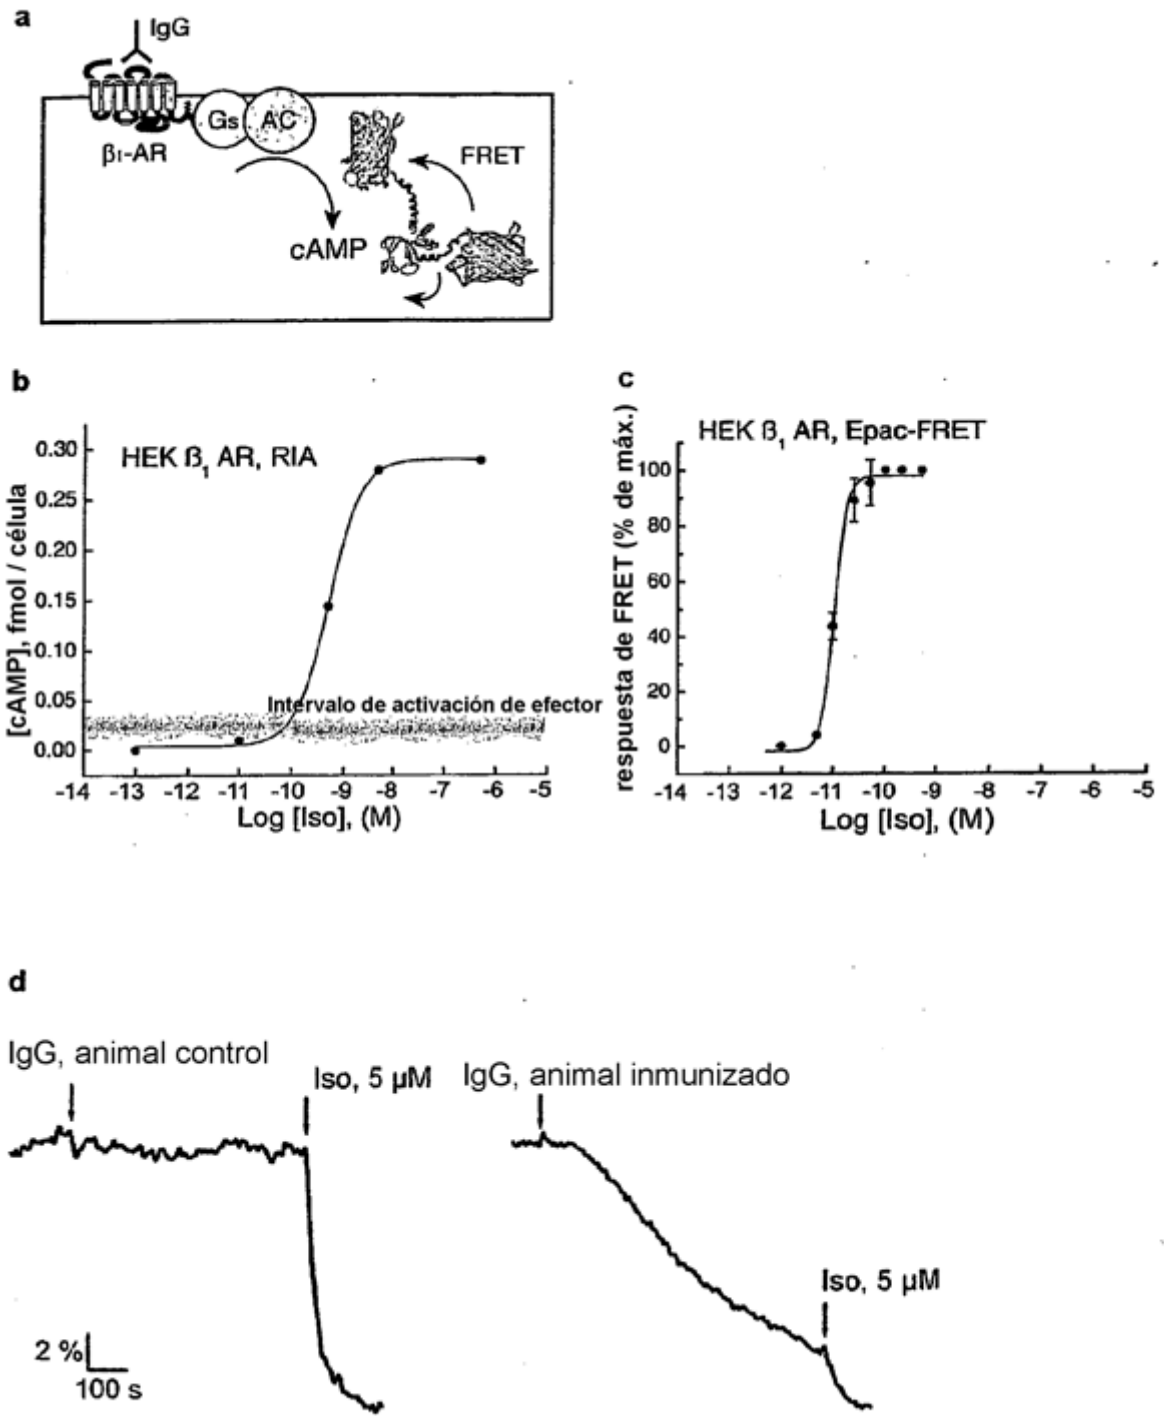 a
IgG
Gs AC
β₁-AR
FRET
cAMP
b
HEK ß₁ AR, RIA
[cAMP], fmol / célula
0.30
0.25
0.20
0.15
0.10
0.05
0.00
Intervalo de activación de efector
-14 -13 -12 -11 -10 -9 -8 -7 -6 -5
Log [Iso], (M)
c
HEK ß₁ AR, Epac-FRET
respuesta de FRET (% de máx.)
100
80
60
40
20
0
-14 -13 -12 -11 -10 -9 -8 -7 -6 -5
Log [Iso], (M)
d
IgG, animal control
Iso, 5 µM
2 %
100 s
IgG, animal inmunizado
Iso, 5 µM